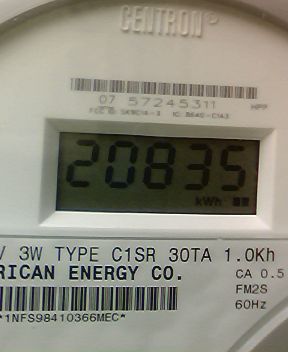 CENTRON®
07 57245311 HPP
20835
kWh
V 3W TYPE C1SR 30TA 1.0Kh
RICAN ENERGY CO. CA 0.5
FM2S
60Hz
*1NFS98410366MEC*